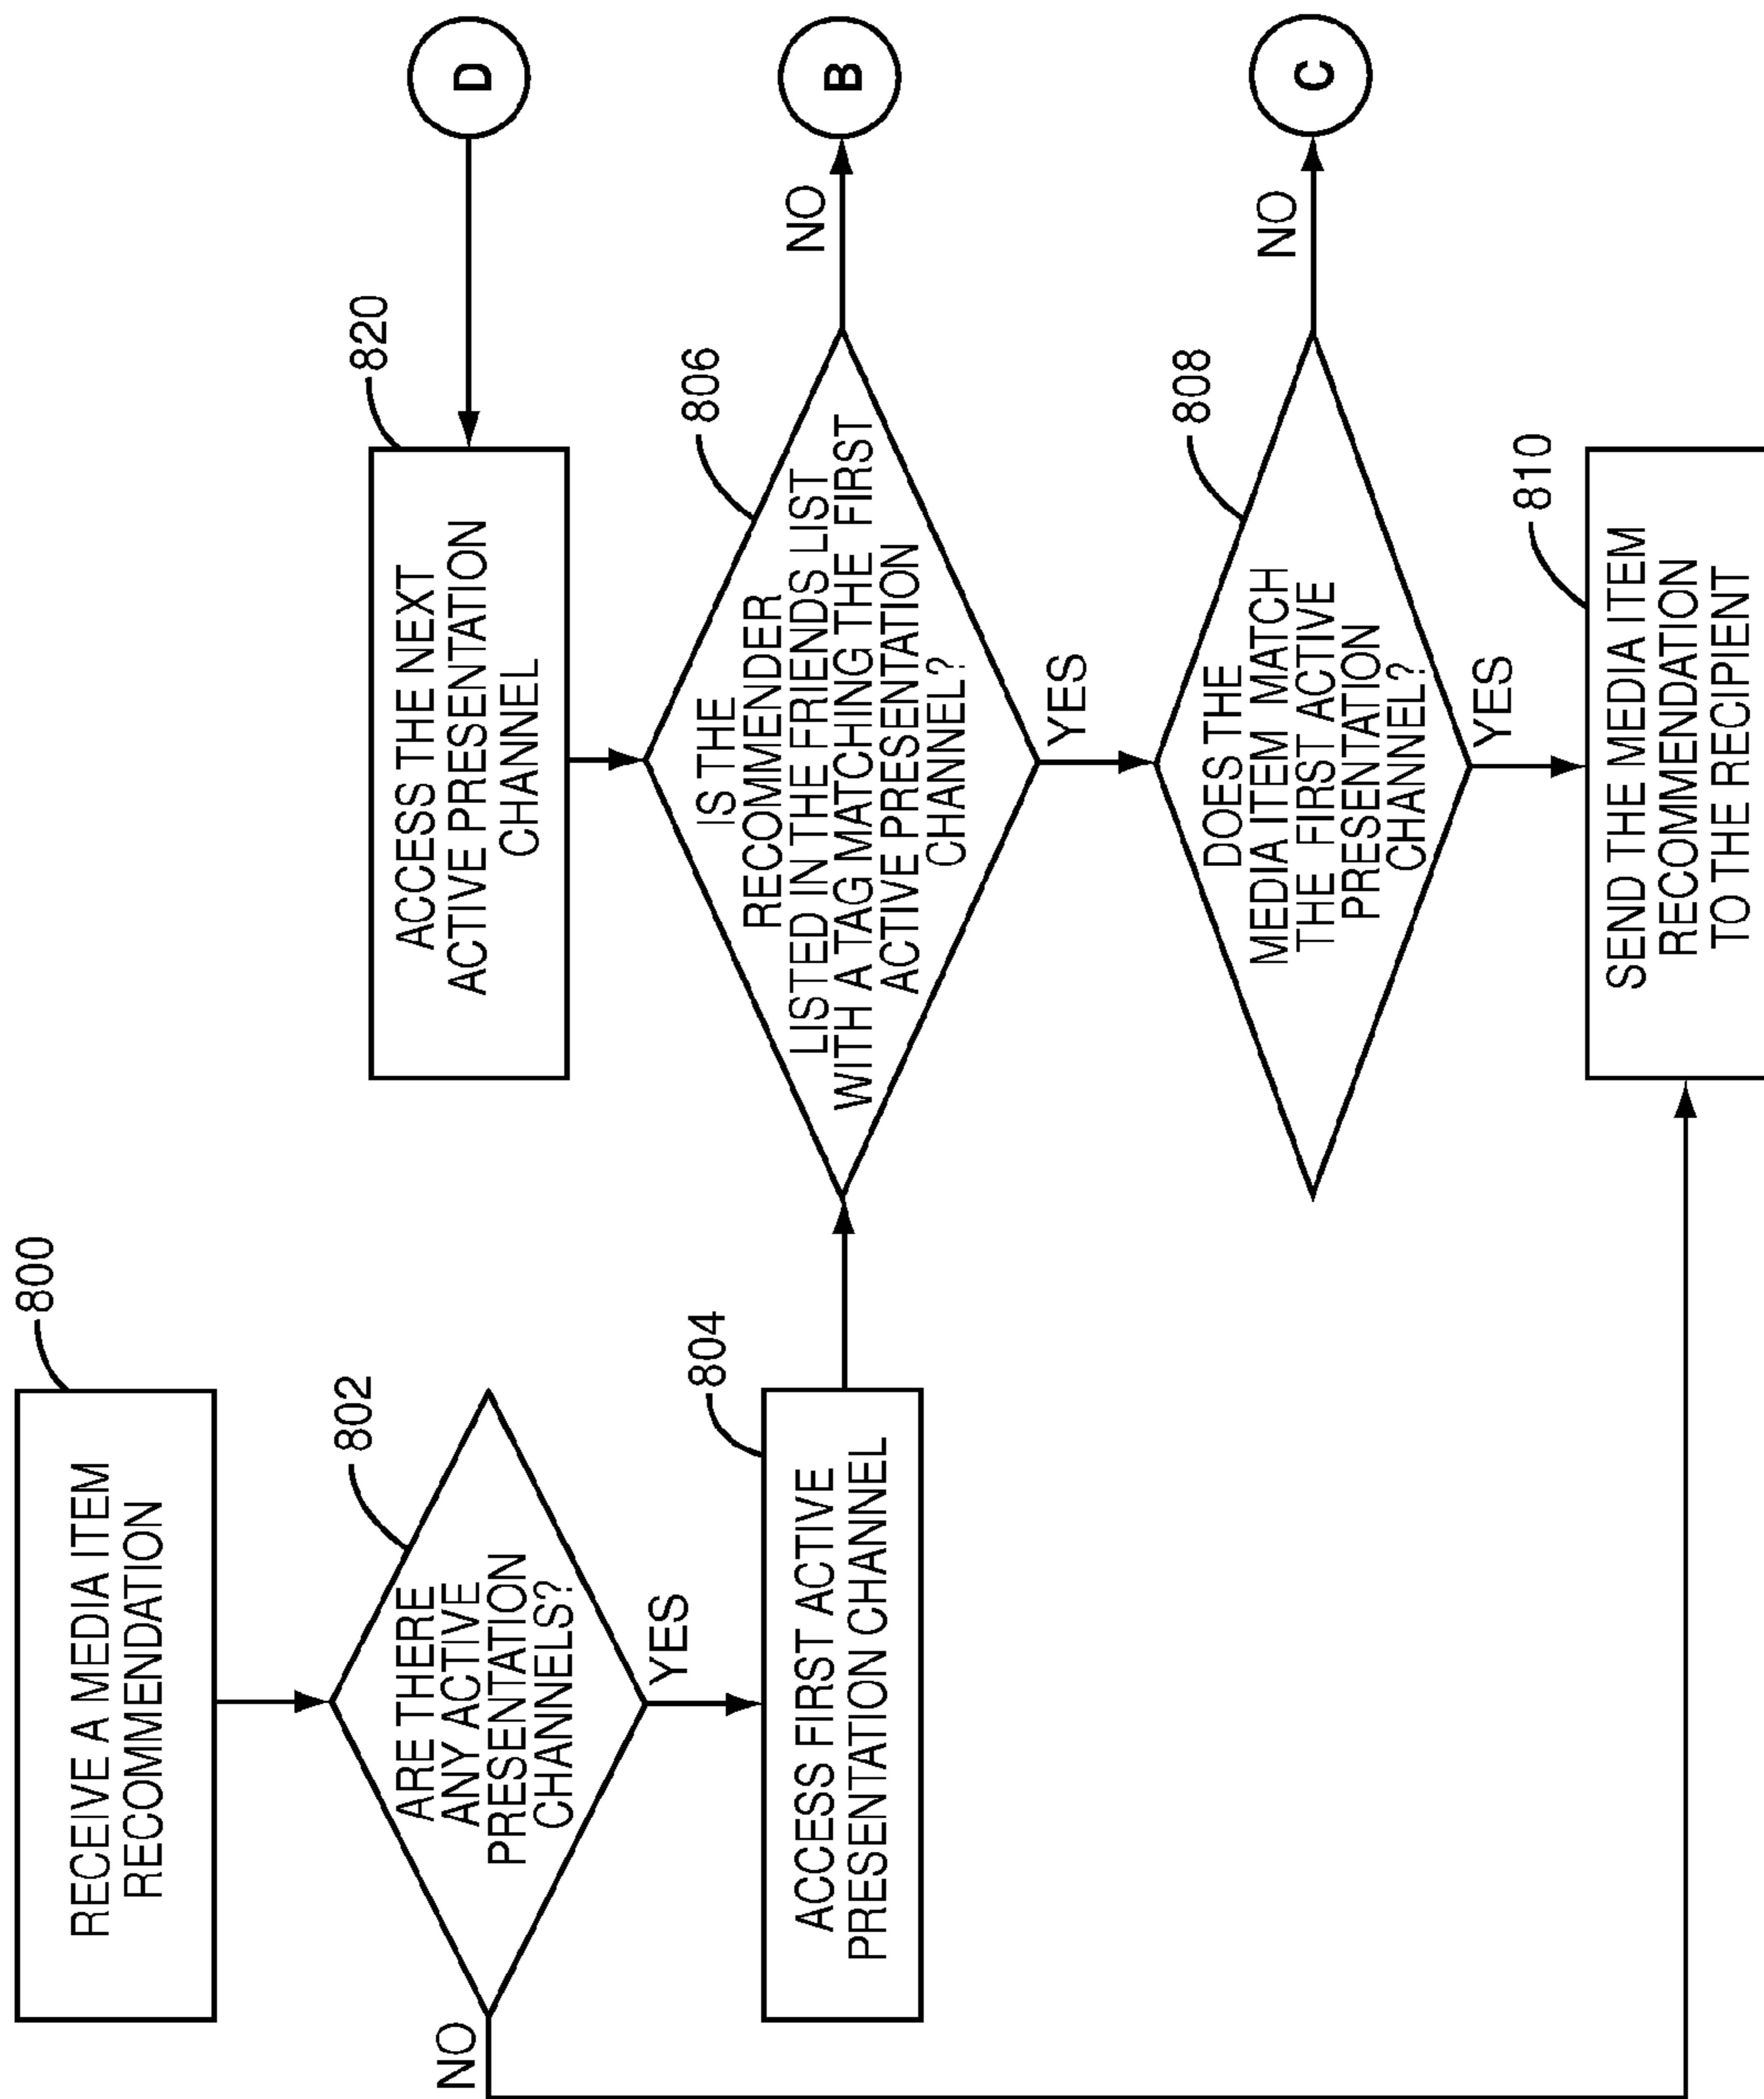 800
RECEIVE A MEDIA ITEM
RECOMMENDATION
802
ARE THERE
ANY ACTIVE
PRESENTATION
CHANNELS?
NO
YES
804
ACCESS FIRST ACTIVE
PRESENTATION CHANNEL
820
ACCESS THE NEXT
ACTIVE PRESENTATION
CHANNEL
D
806
IS THE
RECOMMENDER
LISTED IN THE FRIENDS LIST
WITH A TAG MATCHING THE FIRST
ACTIVE PRESENTATION
CHANNEL?
NO
B
YES
808
DOES THE
MEDIA ITEM MATCH
THE FIRST ACTIVE
PRESENTATION
CHANNEL?
NO
C
YES
810
SEND THE MEDIA ITEM
RECOMMENDATION
TO THE RECIPIENT